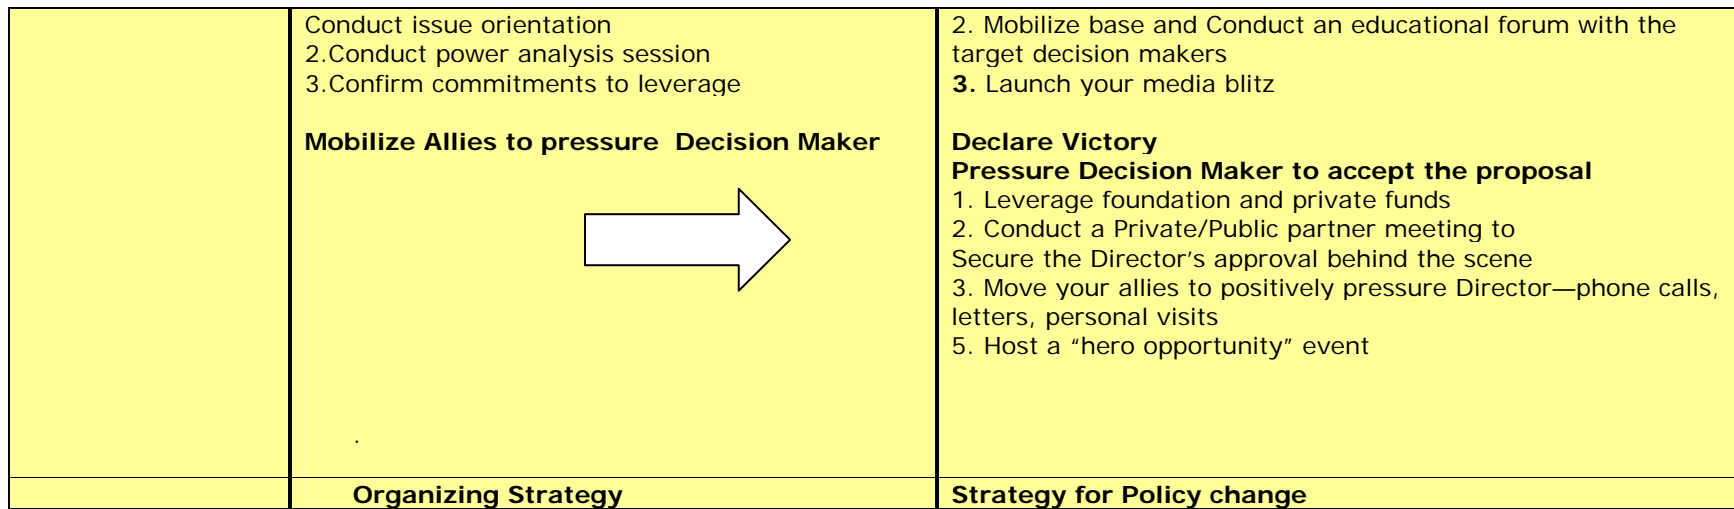 Conduct issue orientation
2.Conduct power analysis session
3.Confirm commitments to leverage
Mobilize Allies to pressure  Decision Maker
.
2. Mobilize base and Conduct an educational forum with the
target decision makers
3. Launch your media blitz
Declare Victory
Pressure Decision Maker to accept the proposal
1. Leverage foundation and private funds
2. Conduct a Private/Public partner meeting to
Secure the Director’s approval behind the scene
3. Move your allies to positively pressure Director—phone calls,
letters, personal visits
5. Host a “hero opportunity” event
Organizing Strategy
Strategy for Policy change